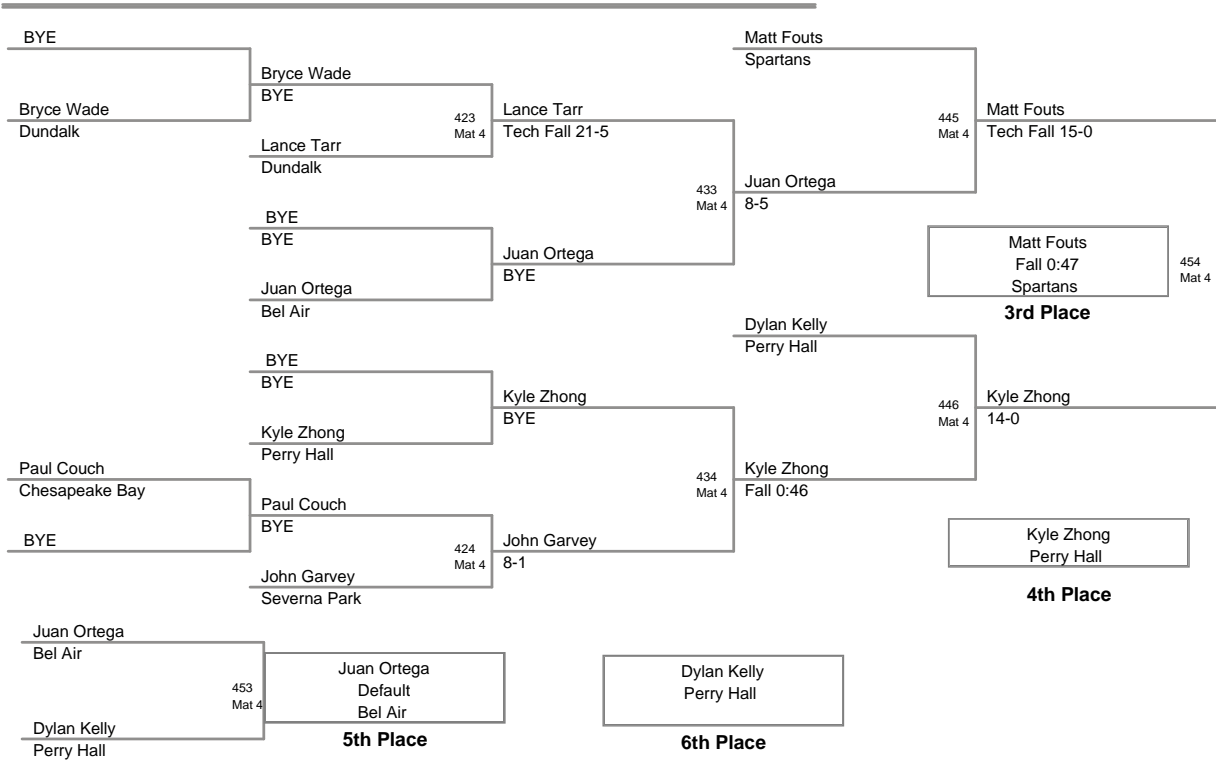 BYE
Bryce Wade
Dundalk
Bryce Wade
BYE
423
Mat 4
Lance Tarr
Dundalk
Lance Tarr
Tech Fall 21-5
BYE
BYE
Juan Ortega
Bel Air
Juan Ortega
BYE
433
Mat 4
Matt Fouts
Spartans
Juan Ortega
8-5
445
Mat 4
Matt Fouts
Tech Fall 15-0
Matt Fouts
Fall 0:47
Spartans
454
Mat 4
3rd Place
BYE
BYE
Kyle Zhong
Perry Hall
Kyle Zhong
BYE
Paul Couch
Chesapeake Bay
BYE
Paul Couch
BYE
424
Mat 4
John Garvey
Severna Park
John Garvey
8-1
434
Mat 4
Dylan Kelly
Perry Hall
Kyle Zhong
Fall 0:46
446
Mat 4
Kyle Zhong
14-0
Kyle Zhong
Perry Hall
4th Place
Juan Ortega
Bel Air
453
Mat 4
Dylan Kelly
Perry Hall
Juan Ortega
Default
Bel Air
5th Place
Dylan Kelly
Perry Hall
6th Place